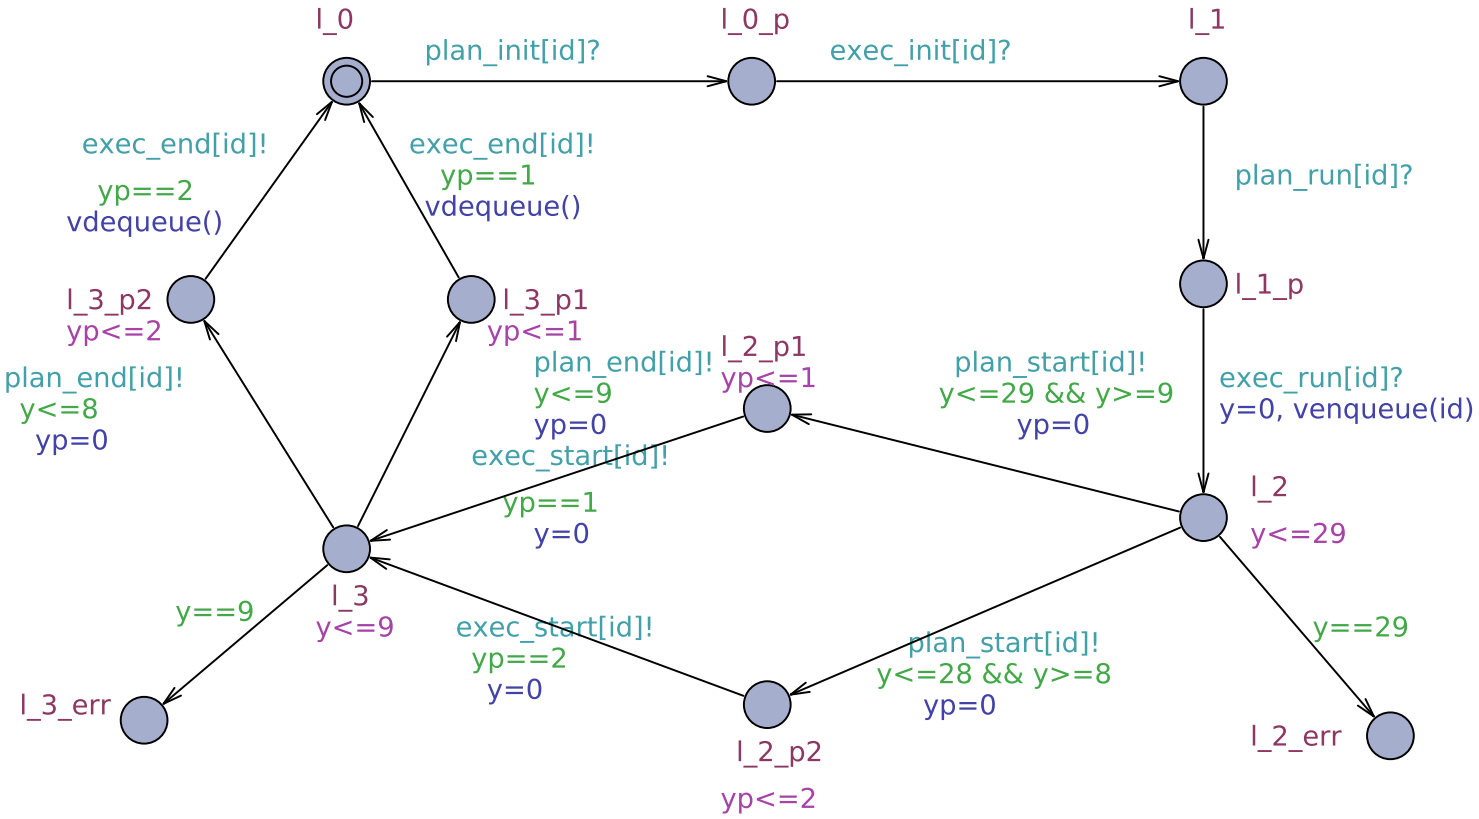 l_0
l_0_p
l_1
plan_init[id]?
exec_init[id]?
exec_end[id]!
yp==2
vdequeue()
exec_end[id]!
yp==1
vdequeue()
plan_run[id]?
l_3_p2
yp<=2
l_3_p1
yp<=1
l_1_p
plan_end[id]!
y<=8
yp=0
plan_end[id]!
y<=9
yp=0
l_2_p1
yp<=1
plan_start[id]!
y<=29 && y>=9
yp=0
exec_run[id]?
y=0, venqueue(id)
exec_start[id]!
yp==1
y=0
l_2
y<=29
l_3
y<=9
y==9
exec_start[id]!
yp==2
y=0
plan_start[id]!
y<=28 && y>=8
yp=0
y==29
l_3_err
l_2_p2
yp<=2
l_2_err